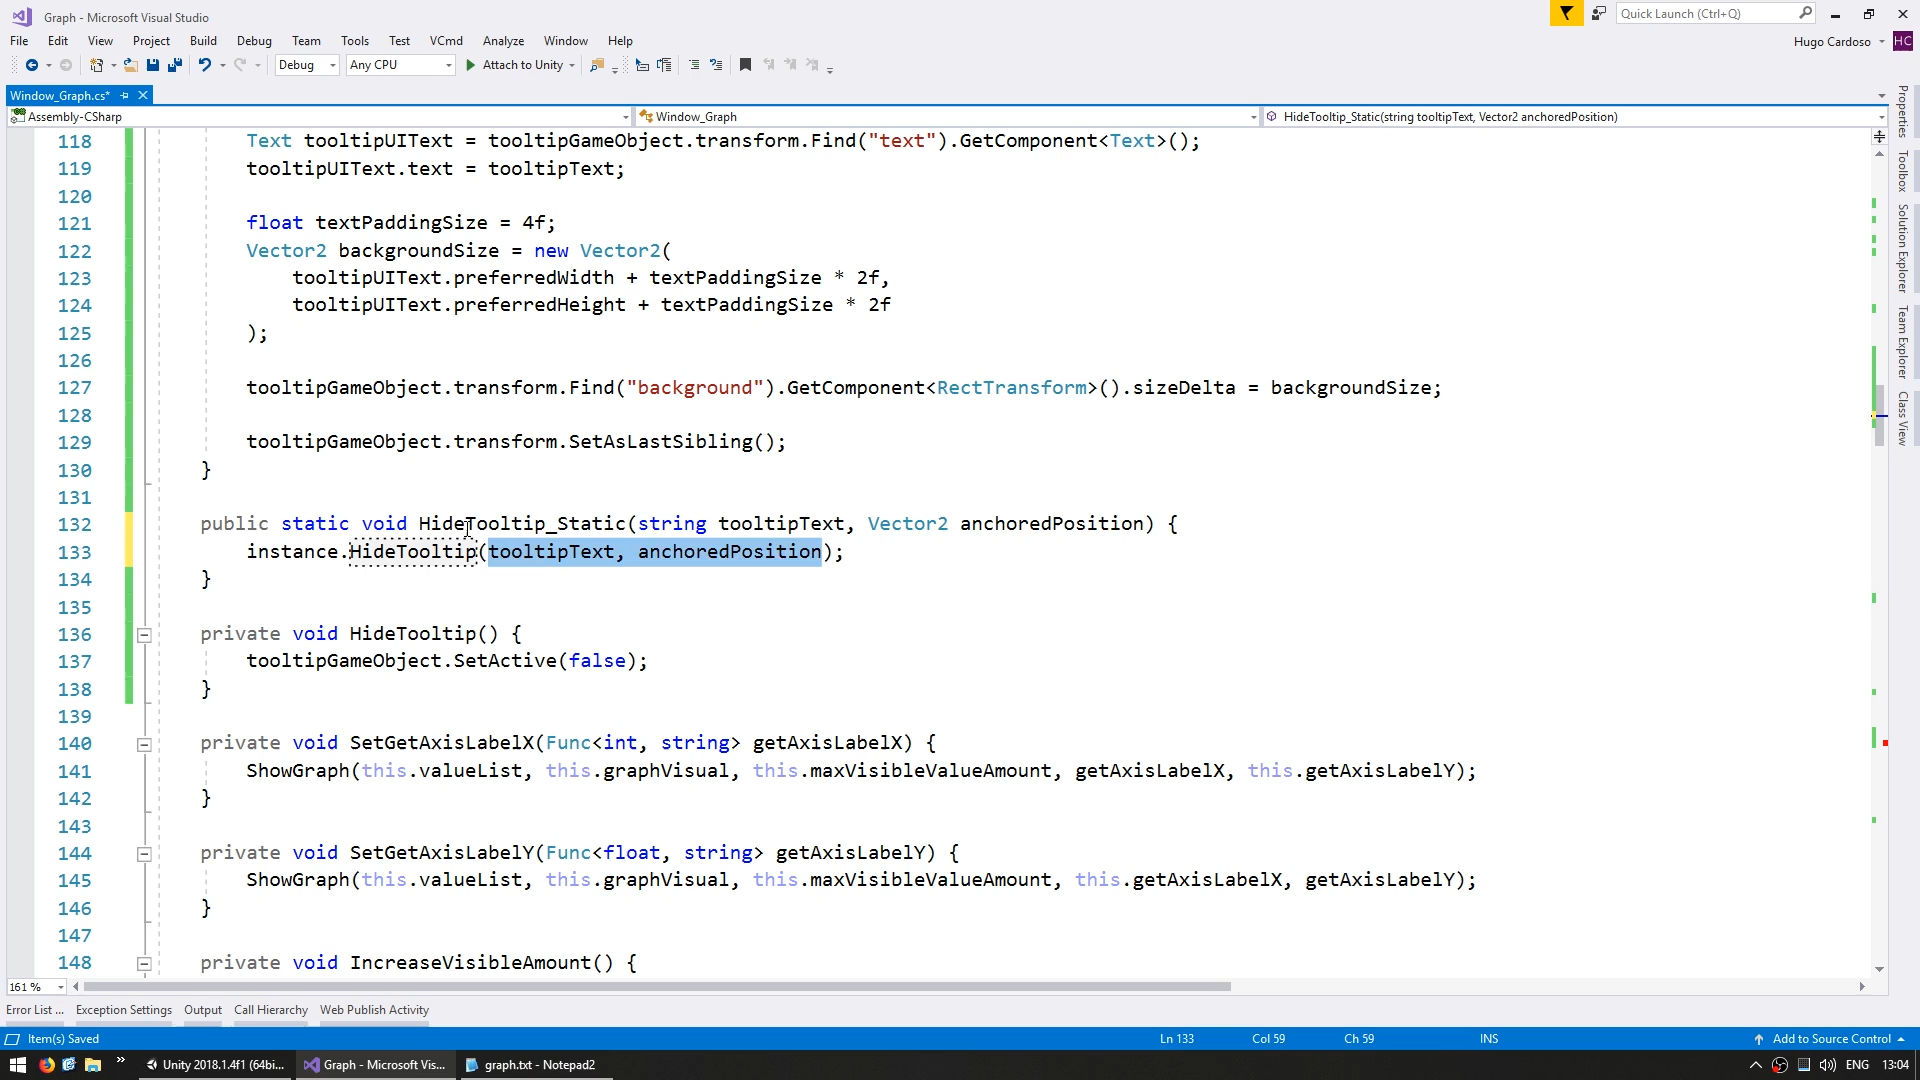 Graph - Microsoft Visual Studio
Quick Launch (Ctrl+Q)
File Edit View Project Build Debug Team Tools Test VCmd Analyze Window Help
Hugo Cardoso HC
Debug Any CPU Attach to Unity
Window_Graph.cs*
Assembly-CSharp Window_Graph HideTooltip_Static(string tooltipText, Vector2 anchoredPosition)
118 Text tooltipUIText = tooltipGameObject.transform.Find("text").GetComponent<Text>();
119 tooltipUIText.text = tooltipText;
120
121 float textPaddingSize = 4f;
122 Vector2 backgroundSize = new Vector2(
123 tooltipUIText.preferredWidth + textPaddingSize * 2f,
124 tooltipUIText.preferredHeight + textPaddingSize * 2f
125 );
126
127 tooltipGameObject.transform.Find("background").GetComponent<RectTransform>().sizeDelta = backgroundSize;
128
129 tooltipGameObject.transform.SetAsLastSibling();
130 }
131
132 public static void HideTooltip_Static(string tooltipText, Vector2 anchoredPosition) {
133 instance.HideTooltip(tooltipText, anchoredPosition);
134 }
135
136 private void HideTooltip() {
137 tooltipGameObject.SetActive(false);
138 }
139
140 private void SetGetAxisLabelX(Func<int, string> getAxisLabelX) {
141 ShowGraph(this.valueList, this.graphVisual, this.maxVisibleValueAmount, getAxisLabelX, this.getAxisLabelY);
142 }
143
144 private void SetGetAxisLabelY(Func<float, string> getAxisLabelY) {
145 ShowGraph(this.valueList, this.graphVisual, this.maxVisibleValueAmount, this.getAxisLabelX, getAxisLabelY);
146 }
147
148 private void IncreaseVisibleAmount() {
Properties
Toolbox
Solution Explorer
Team Explorer
Class View
161 %
Error List ... Exception Settings Output Call Hierarchy Web Publish Activity
Item(s) Saved Ln 133 Col 59 Ch 59 INS Add to Source Control
Unity 2018.1.4f1 (64bi... Graph - Microsoft Vis... graph.txt - Notepad2 ENG 13:04